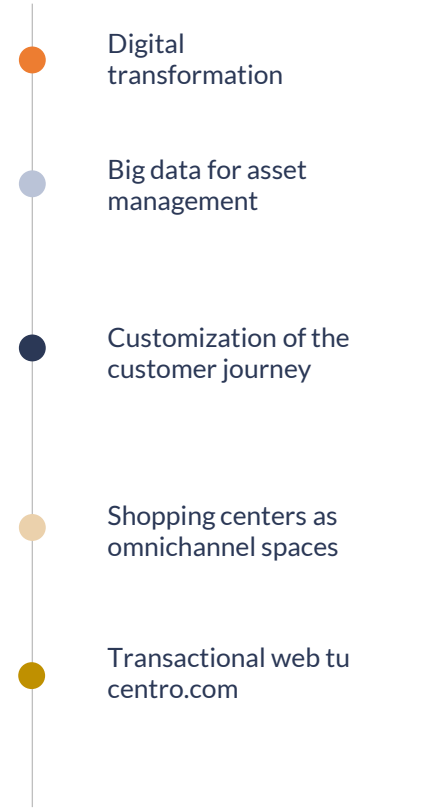 Digital
transformation
Big data for asset
management
Customization of the
customer journey
Shopping centers as
omnichannel spaces
Transactional web tu
centro.com